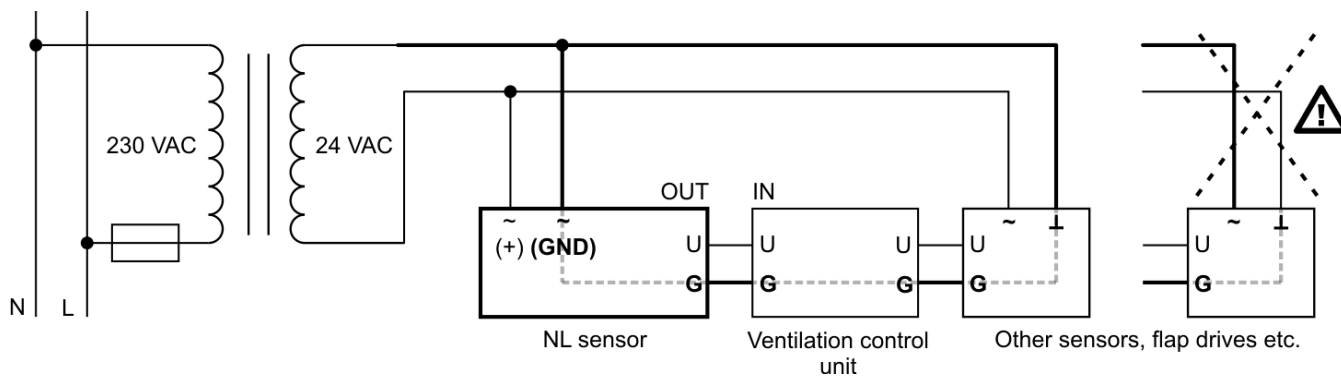 230 VAC
24 VAC
N
L
OUT
IN
~
~
(+) (GND)
U
G
U
G
U
G
~
⊥
U
G
~
⊥
U
G
!
NL sensor
Ventilation control
unit
Other sensors, flap drives etc.